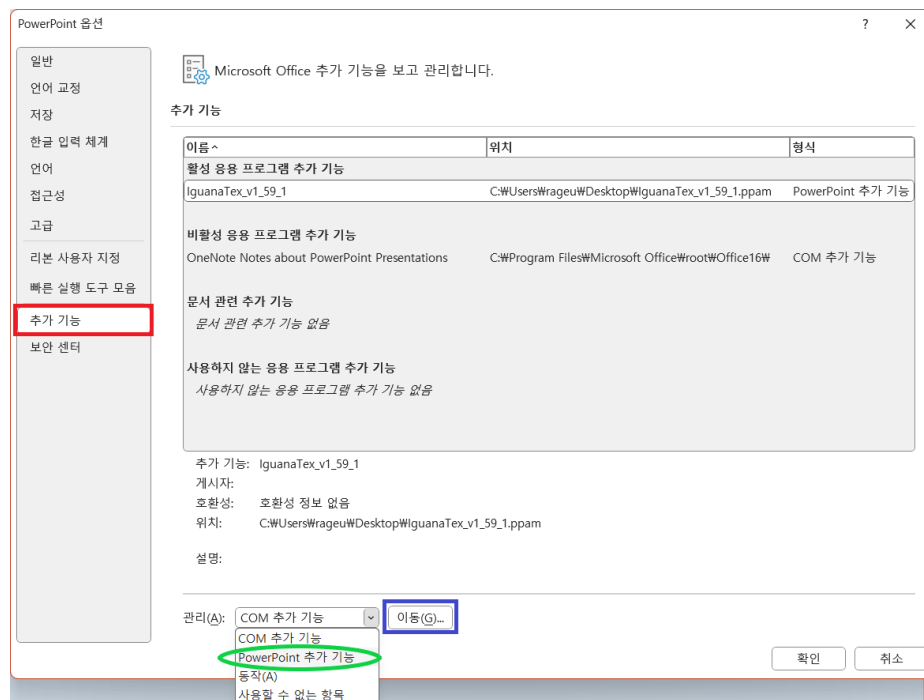 PowerPoint 옵션 ?
일반
언어 교정
저장
한글 입력 체계
언어
접근성
고급
리본 사용자 지정
빠른 실행 도구 모음
추가 기능
보안 센터
Microsoft Office 추가 기능을 보고 관리합니다.
추가 기능
이름 위치 형식
활성 응용 프로그램 추가 기능
IguanaTex_v1_59_1 C:₩Users₩rageu₩Desktop₩IguanaTex_v1_59_1.ppam PowerPoint 추가 기능
비활성 응용 프로그램 추가 기능
OneNote Notes about PowerPoint Presentations C:₩Program Files₩Microsoft Office₩root₩Office16₩ COM 추가 기능
문서 관련 추가 기능
문서 관련 추가 기능 없음
사용하지 않는 응용 프로그램 추가 기능
사용하지 않는 응용 프로그램 추가 기능 없음
추가 기능: IguanaTex_v1_59_1
게시자:
호환성: 호환성 정보 없음
위치: C:₩Users₩rageu₩Desktop₩IguanaTex_v1_59_1.ppam
설명:
관리(A): COM 추가 기능 이동(G)...
COM 추가 기능
PowerPoint 추가 기능
동작(A)
사용할 수 없는 항목
확인 취소